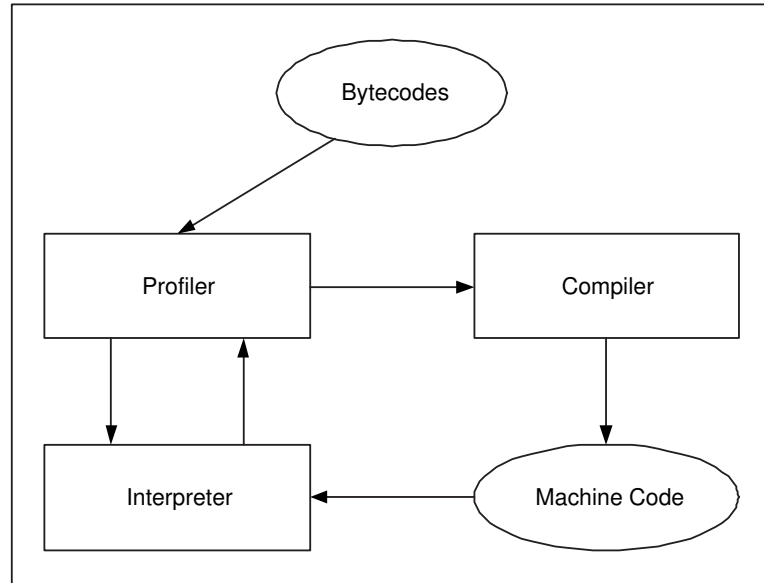 Bytecodes
Profiler
Compiler
Interpreter
Machine Code